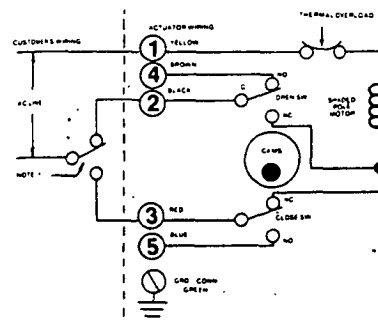 THERMAL OVERLOAD
ACTUATOR WIRING
CUSTOMERS WIRING
1 YELLOW
4 BROWN
NO
2 BLACK
C
OPEN SW
AC LINE
NC
SHADED
POLE
MOTOR
CAMS
NOTE 1
NC
3 RED
CLOSE SW
5 BLUE
NO
GRD CONN
GREEN